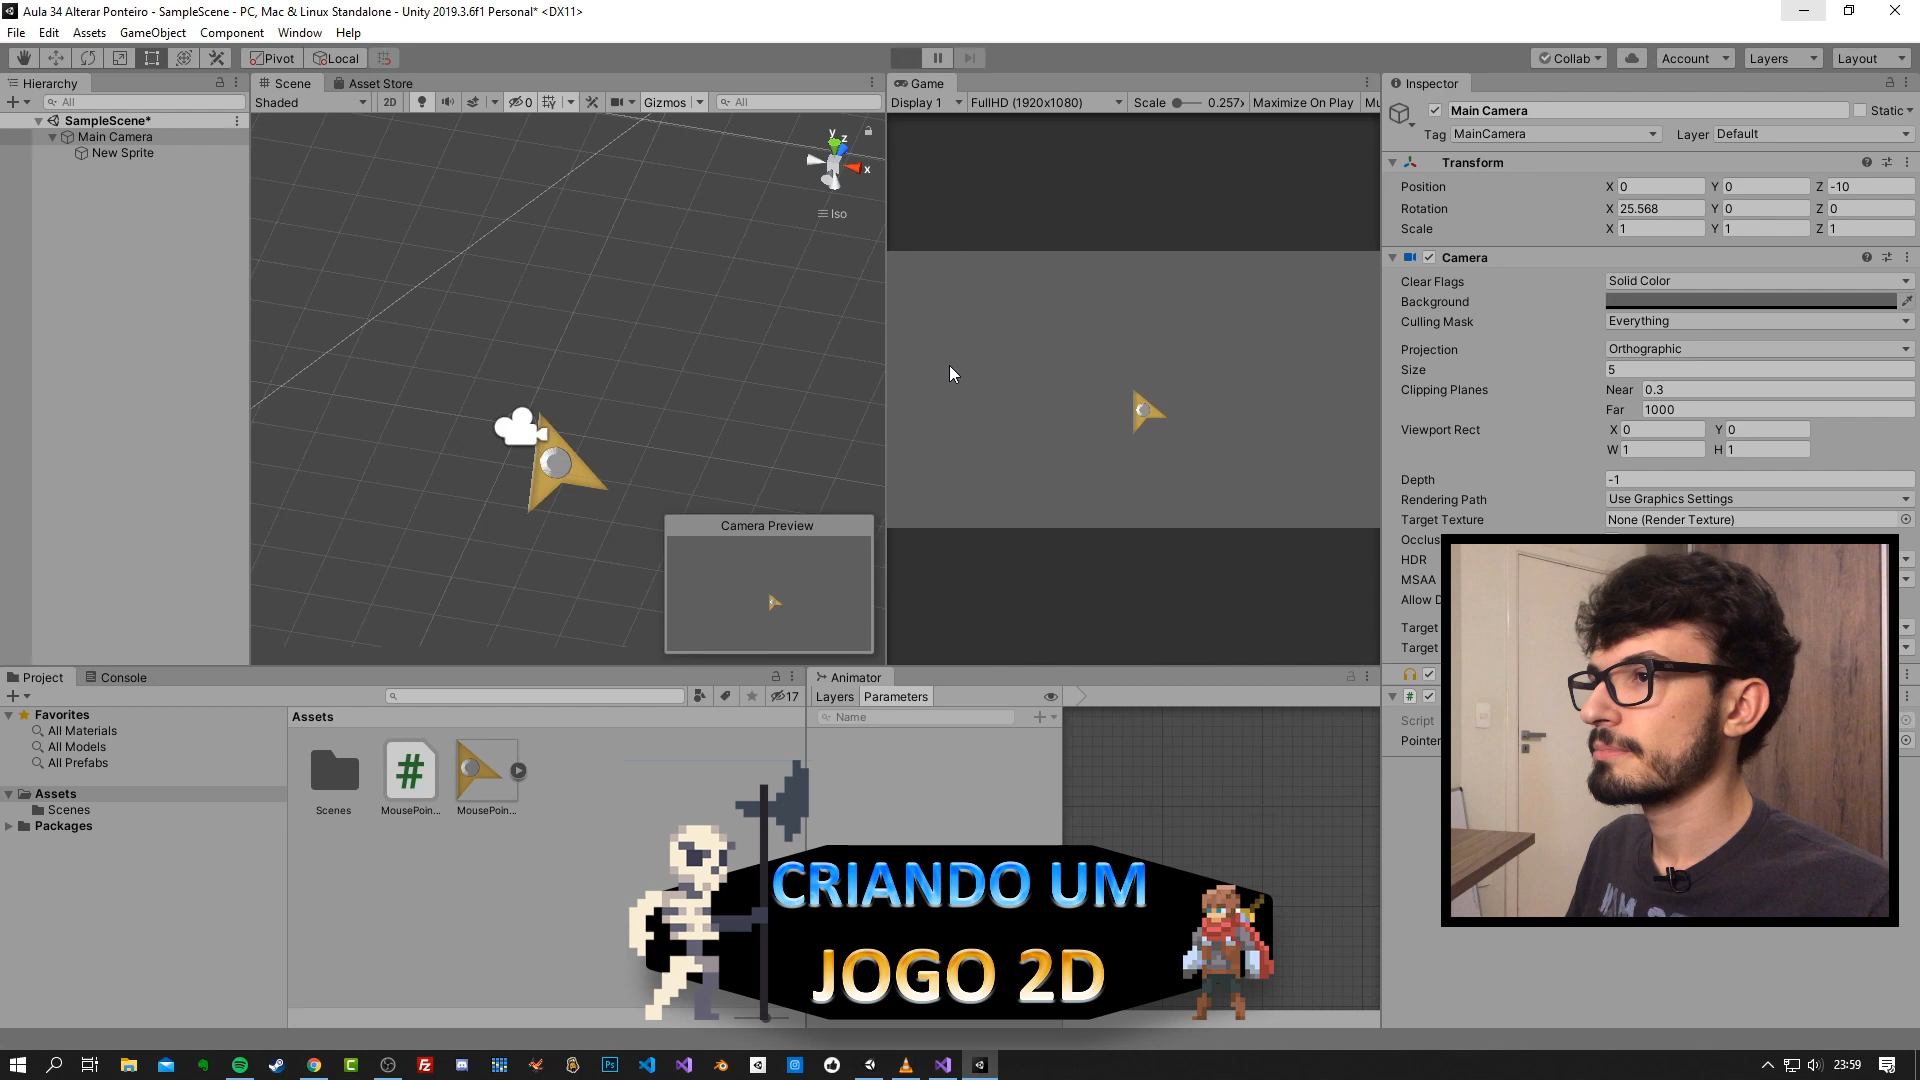 Aula 34 Alterar Ponteiro - SampleScene - PC, Mac & Linux Standalone - Unity 2019.3.6f1 Personal* <DX11>
File Edit Assets GameObject Component Window Help
Pivot Local Collab Account Layers Layout
Hierarchy Scene Asset Store Game Inspector
All Shaded 2D 0 Gizmos All Display 1 FullHD (1920x1080) Scale 0.257x Maximize On Play Mu
SampleScene*
Main Camera
New Sprite
y z
x
Iso
Camera Preview
Main Camera Static
Tag MainCamera Layer Default
Transform
Position X 0 Y 0 Z -10
Rotation X 25.568 Y 0 Z 0
Scale X 1 Y 1 Z 1
Camera
Clear Flags Solid Color
Background
Culling Mask Everything
Projection Orthographic
Size 5
Clipping Planes Near 0.3
Far 1000
Viewport Rect X 0 Y 0
W 1 H 1
Depth -1
Rendering Path Use Graphics Settings
Target Texture None (Render Texture)
Occlus
HDR
MSAA
Allow D
Target
Target
#
Script
Pointer
Project Console
17
Favorites
All Materials
All Models
All Prefabs
Assets
Scenes
Packages
Assets
#
Scenes MousePoin... MousePoin...
Animator
Layers Parameters
Name
CRIANDO UM
JOGO 2D
23:59